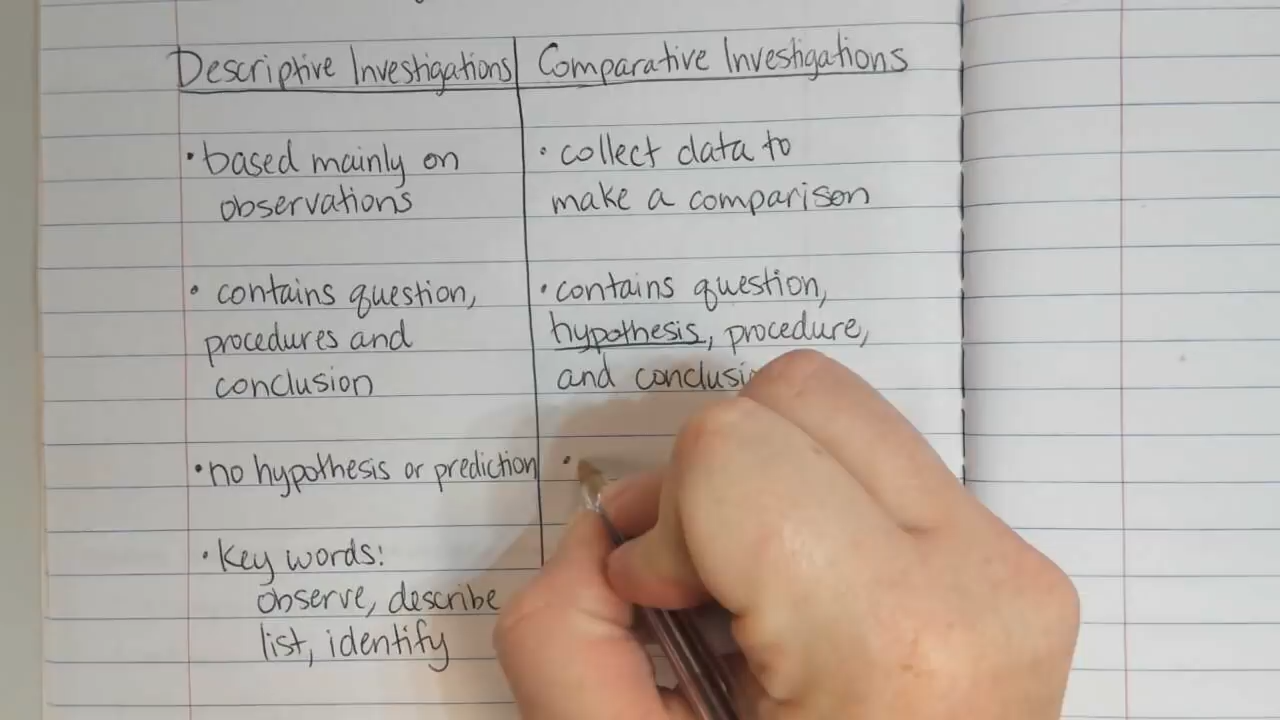 Descriptive Investigations
• based mainly on
observations
• contains question,
procedures and
conclusion
• no hypothesis or prediction
• Key words:
observe, describe
list, identify
Comparative Investigations
• collect data to
make a comparison
• contains question,
hypothesis, procedure,
and
•